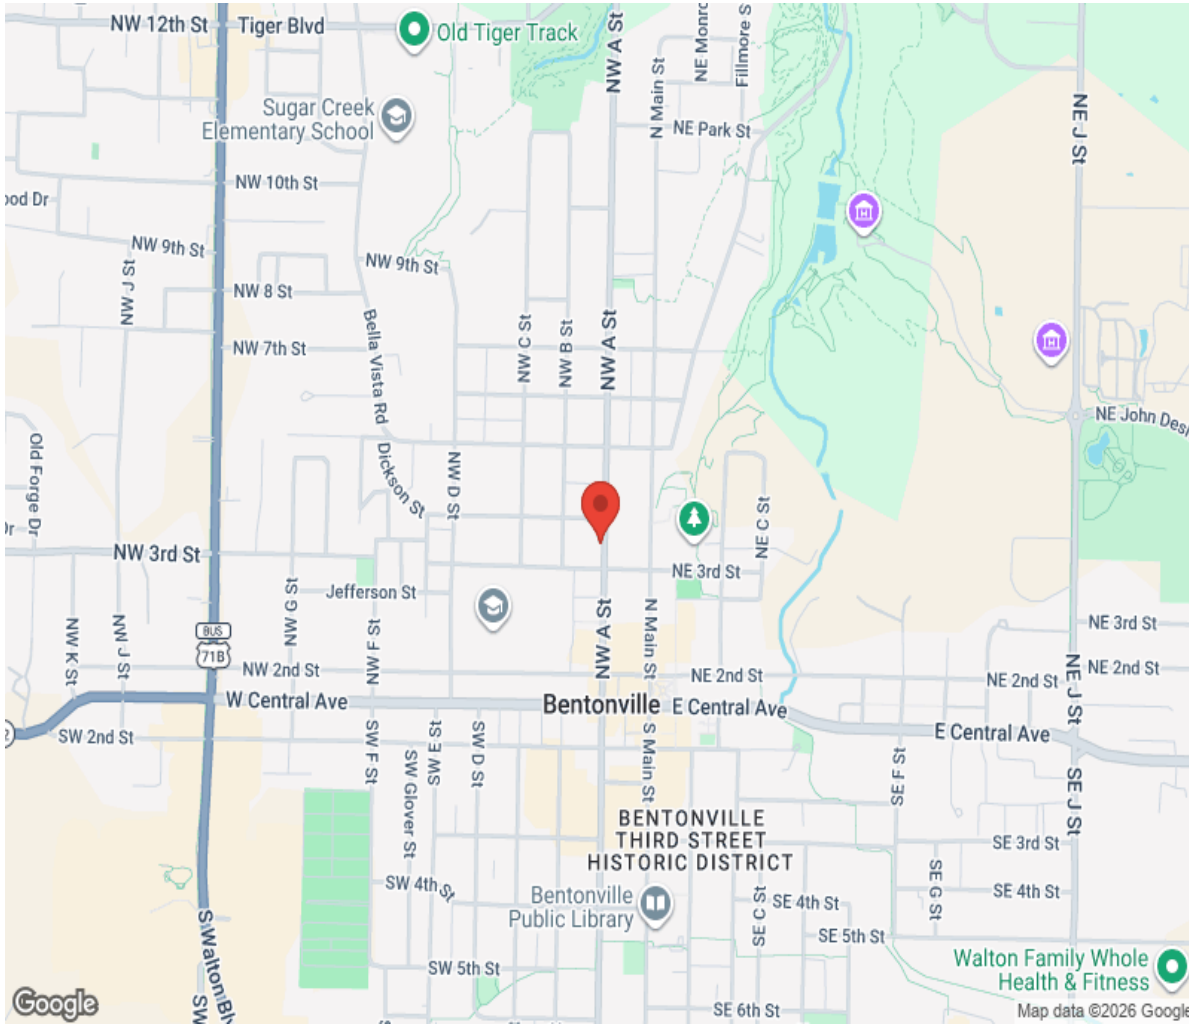 NW 12th St
Tiger Blvd
Old Tiger Track
NW A St
N Main St
NE Monro
Fillmore S
Sugar Creek
Elementary School
NE Park St
NE J St
NW 10th St
ood Dr
NW 9th St
NW J St
NW 9th St
NW 8 St
Bella Vista Rd
NW C St
NW B St
NW A St
NW 7th St
NE John Desi
Old Forge Dr
Dickson St
NW D St
NE C St
Dr
NW 3rd St
NE 3rd St
Jefferson St
NW G St
NW F St
NW A St
N Main St
NW K St
NW J St
BUS
71B
NE 3rd St
NW 2nd St
NE 2nd St
NE 2nd St
NE 2nd St
NE J St
W Central Ave
Bentonville
E Central Ave
E Central Ave
2
SW 2nd St
SW F St
SW Glover St
SW E St
SW D St
S Main St
SE F St
SE J St
BENTONVILLE
THIRD STREET
HISTORIC DISTRICT
SE 3rd St
SW 4th St
Bentonville
Public Library
SE C St
SE 4th St
SE G St
SE 4th St
SE 5th St
S Walton Blv
SW
SW 5th St
Walton Family Whole
Health & Fitness
S
SE 6th St
Google
Map data ©2026 Google